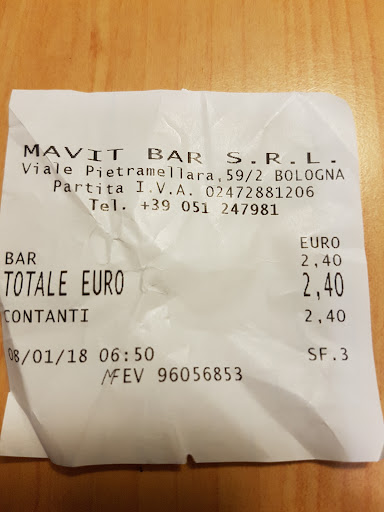 MAVIT BAR S.R.L.
Viale Pietramellara,59/2 BOLOGNA
Partita I.V.A. 02472881206
Tel. +39 051 247981
EURO
BAR 2,40
TOTALE EURO 2,40
CONTANTI 2,40
08/01/18 06:50 SF.3
MFEV 96056853